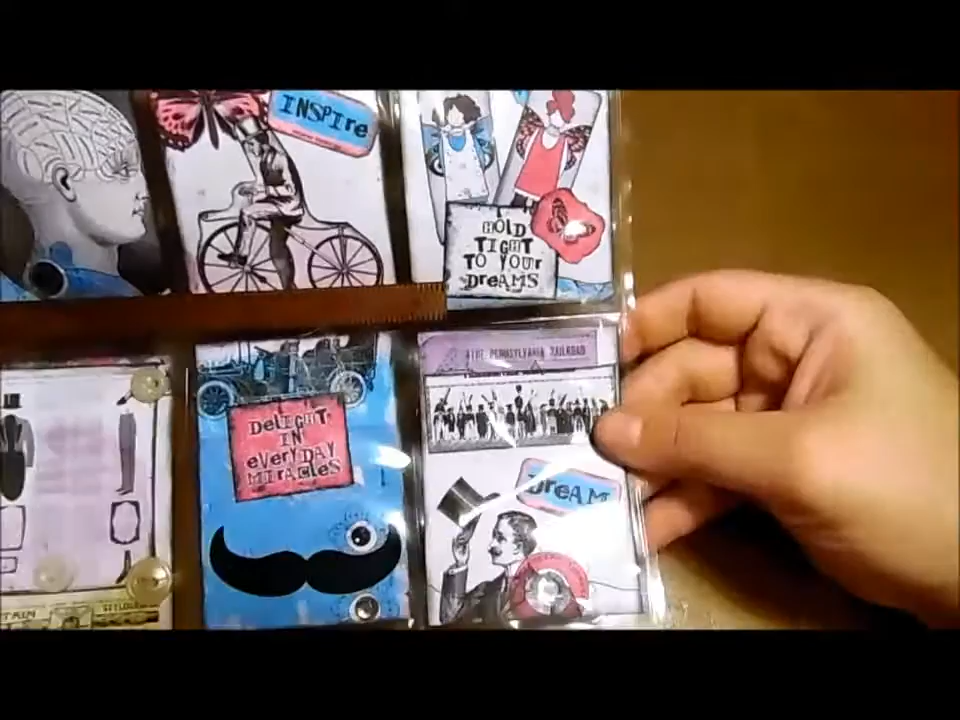 INSPIre
HOLD
TIGHT
TO YOUr
DreAMS
THE PENNSYLVANIA RAILROAD
DeLIGHT
IN
eVerYDAY
MIrACLeS
DreAM